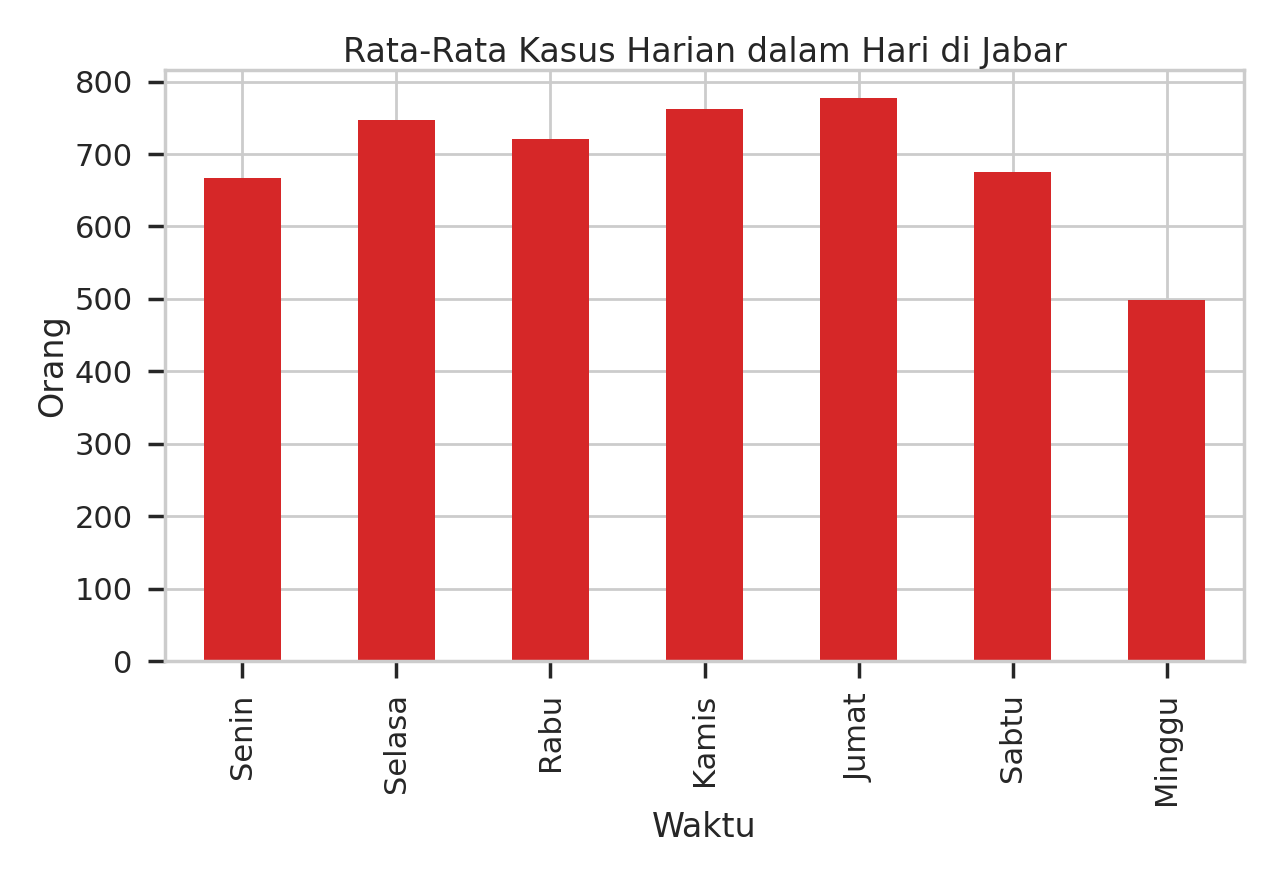 Rata-Rata Kasus Harian dalam Hari di Jabar
800
700
600
500
400
300
200
100
0
Orang
Senin
Selasa
Rabu
Kamis
Jumat
Sabtu
Minggu
Waktu